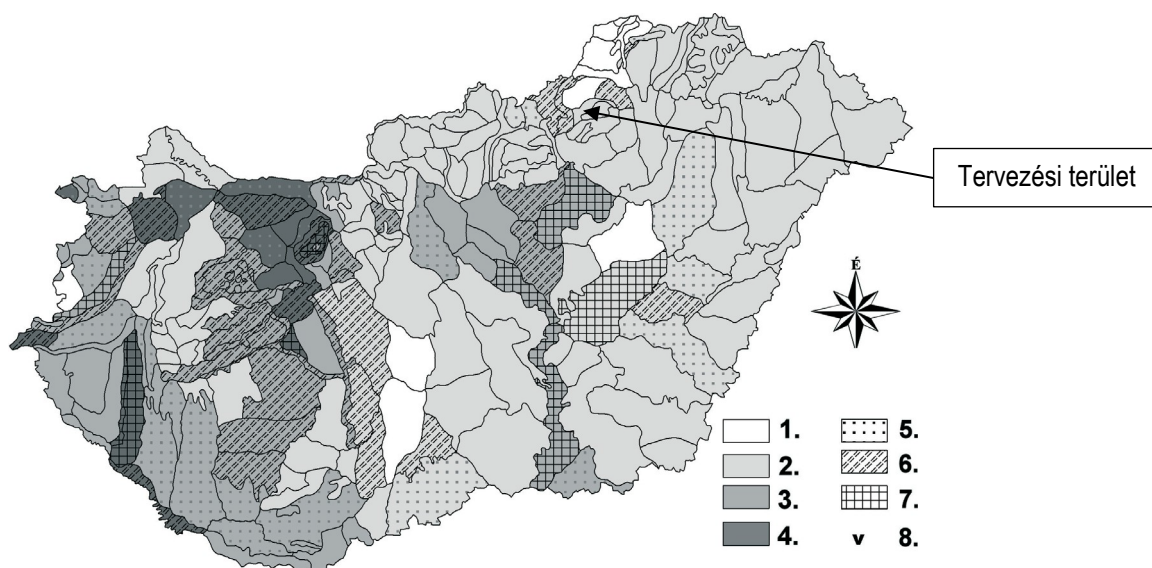 Tervezési terület
É
1.
2.
3.
4.
5.
6.
7.
v 8.